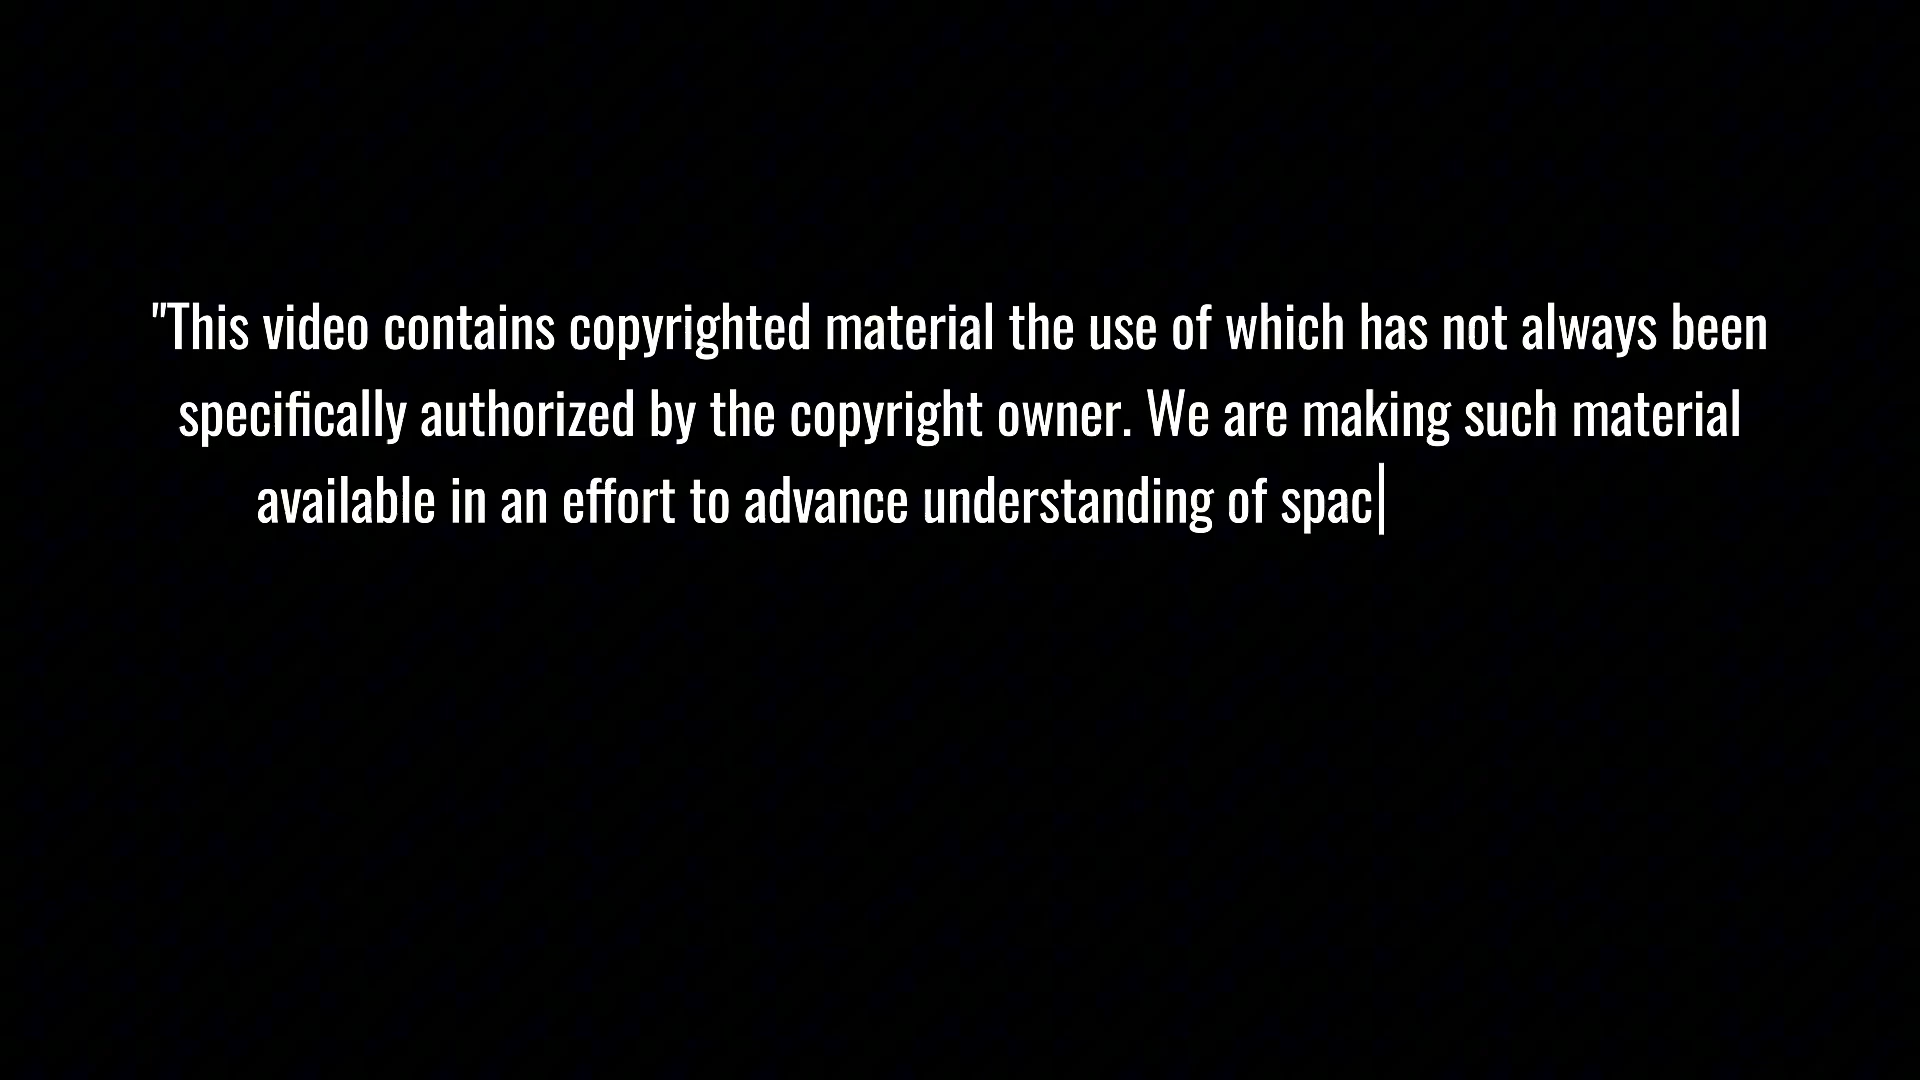 "This video contains copyrighted material the use of which has not always been
specifically authorized by the copyright owner. We are making such material
available in an effort to advance understanding of spac